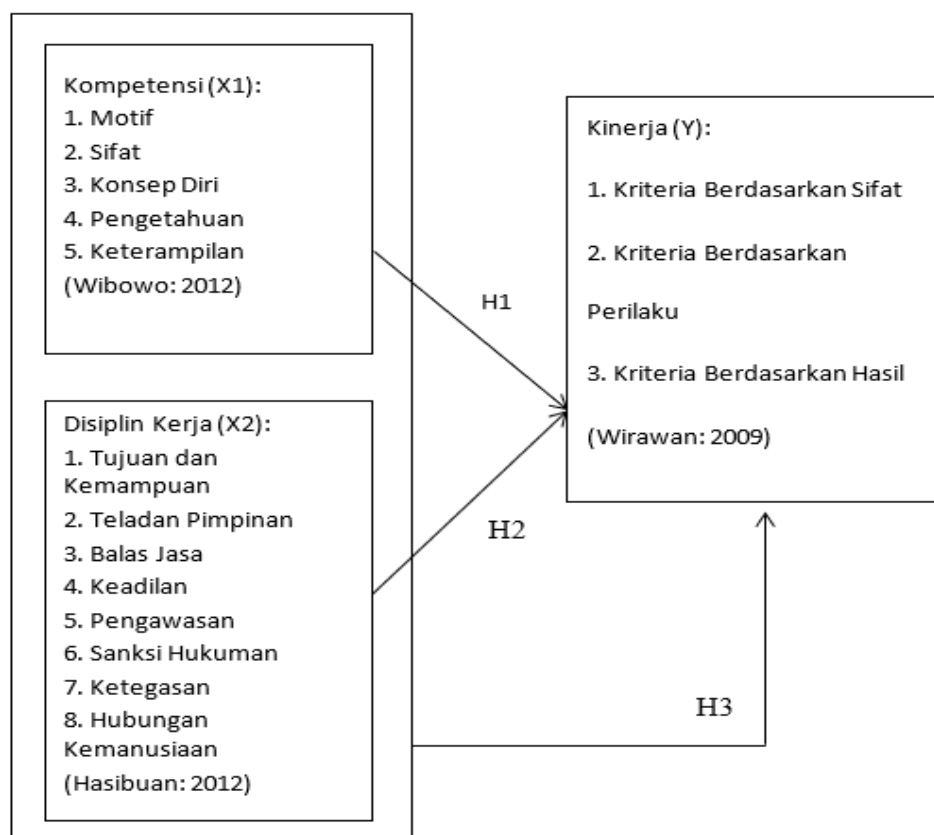 Kompetensi (X1):
1. Motif
2. Sifat
3. Konsep Diri
4. Pengetahuan
5. Keterampilan
(Wibowo: 2012)
Disiplin Kerja (X2):
1. Tujuan dan
Kemampuan
2. Teladan Pimpinan
3. Balas Jasa
4. Keadilan
5. Pengawasan
6. Sanksi Hukuman
7. Ketegasan
8. Hubungan
Kemanusiaan
(Hasibuan: 2012)
H1
H2
H3
Kinerja (Y):
1. Kriteria Berdasarkan Sifat
2. Kriteria Berdasarkan
Perilaku
3. Kriteria Berdasarkan Hasil
(Wirawan: 2009)